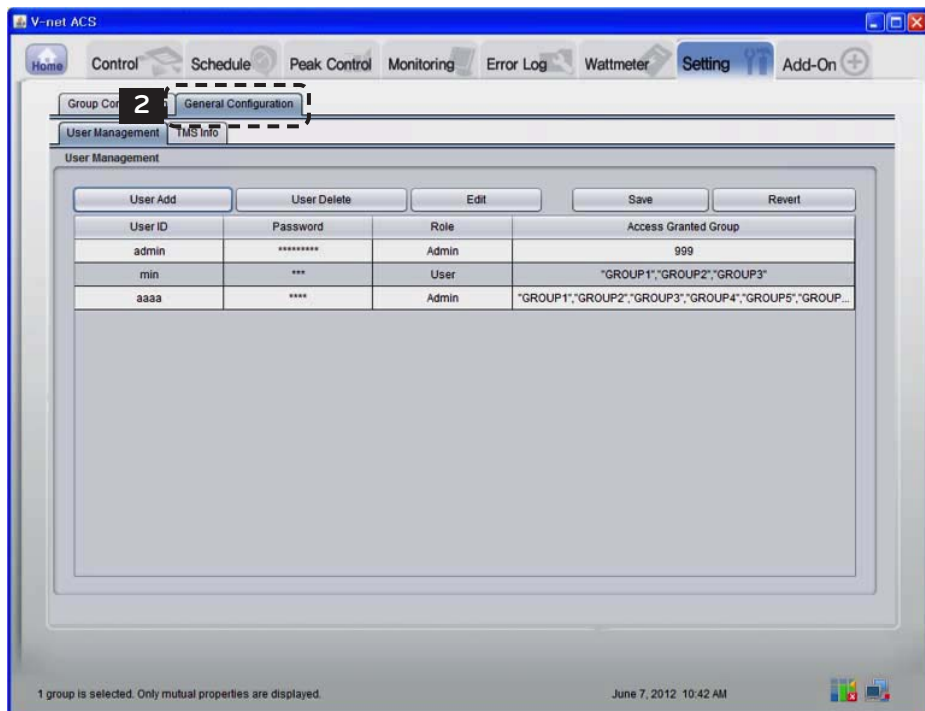 V-net ACS
Home Control Schedule Peak Control Monitoring Error Log Wattmeter Setting Add-On
Group Con 2 General Configuration
User Management TMS Info
User Management
User Add User Delete Edit Save Revert
User ID Password Role Access Granted Group
admin ********* Admin 999
min *** User "GROUP1","GROUP2","GROUP3"
aaaa **** Admin "GROUP1","GROUP2","GROUP3","GROUP4","GROUP5","GROUP...
1 group is selected. Only mutual properties are displayed. June 7, 2012 10:42 AM